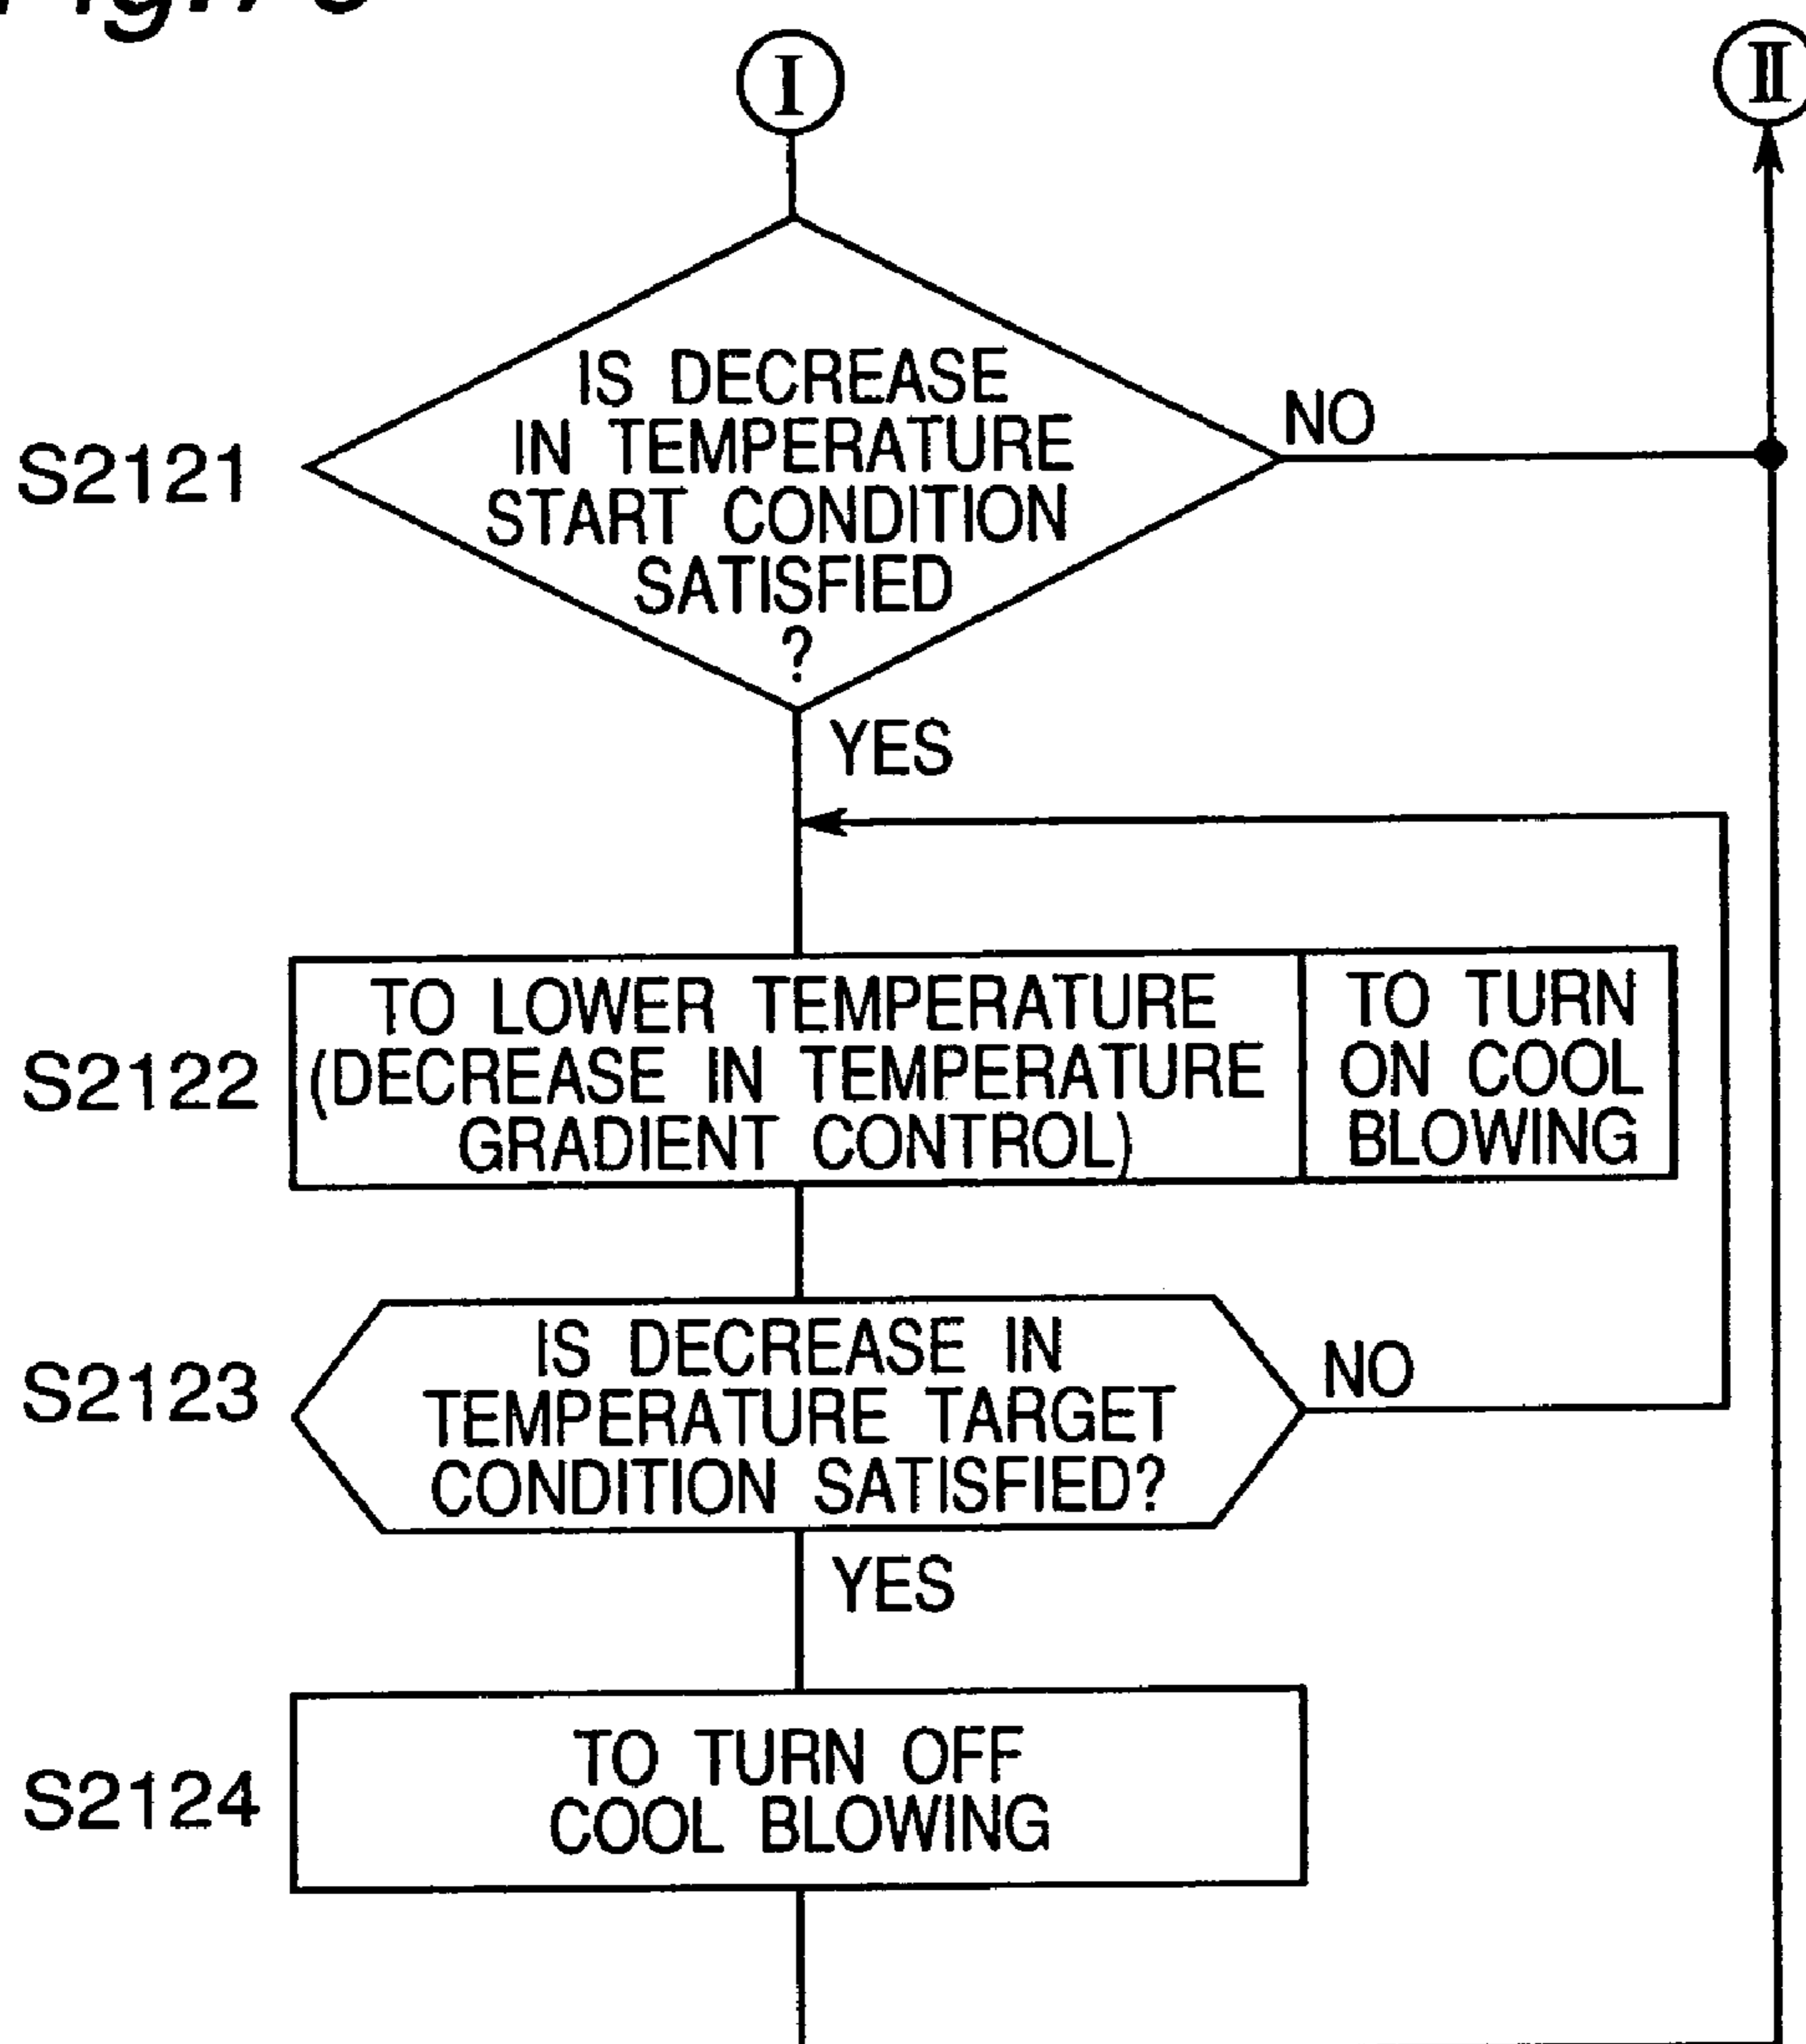 I
II
S2121
IS DECREASE
IN TEMPERATURE
START CONDITION
SATISFIED
?
NO
YES
S2122
TO LOWER TEMPERATURE
(DECREASE IN TEMPERATURE
GRADIENT CONTROL)
TO TURN
ON COOL
BLOWING
S2123
IS DECREASE IN
TEMPERATURE TARGET
CONDITION SATISFIED?
NO
YES
S2124
TO TURN OFF
COOL BLOWING